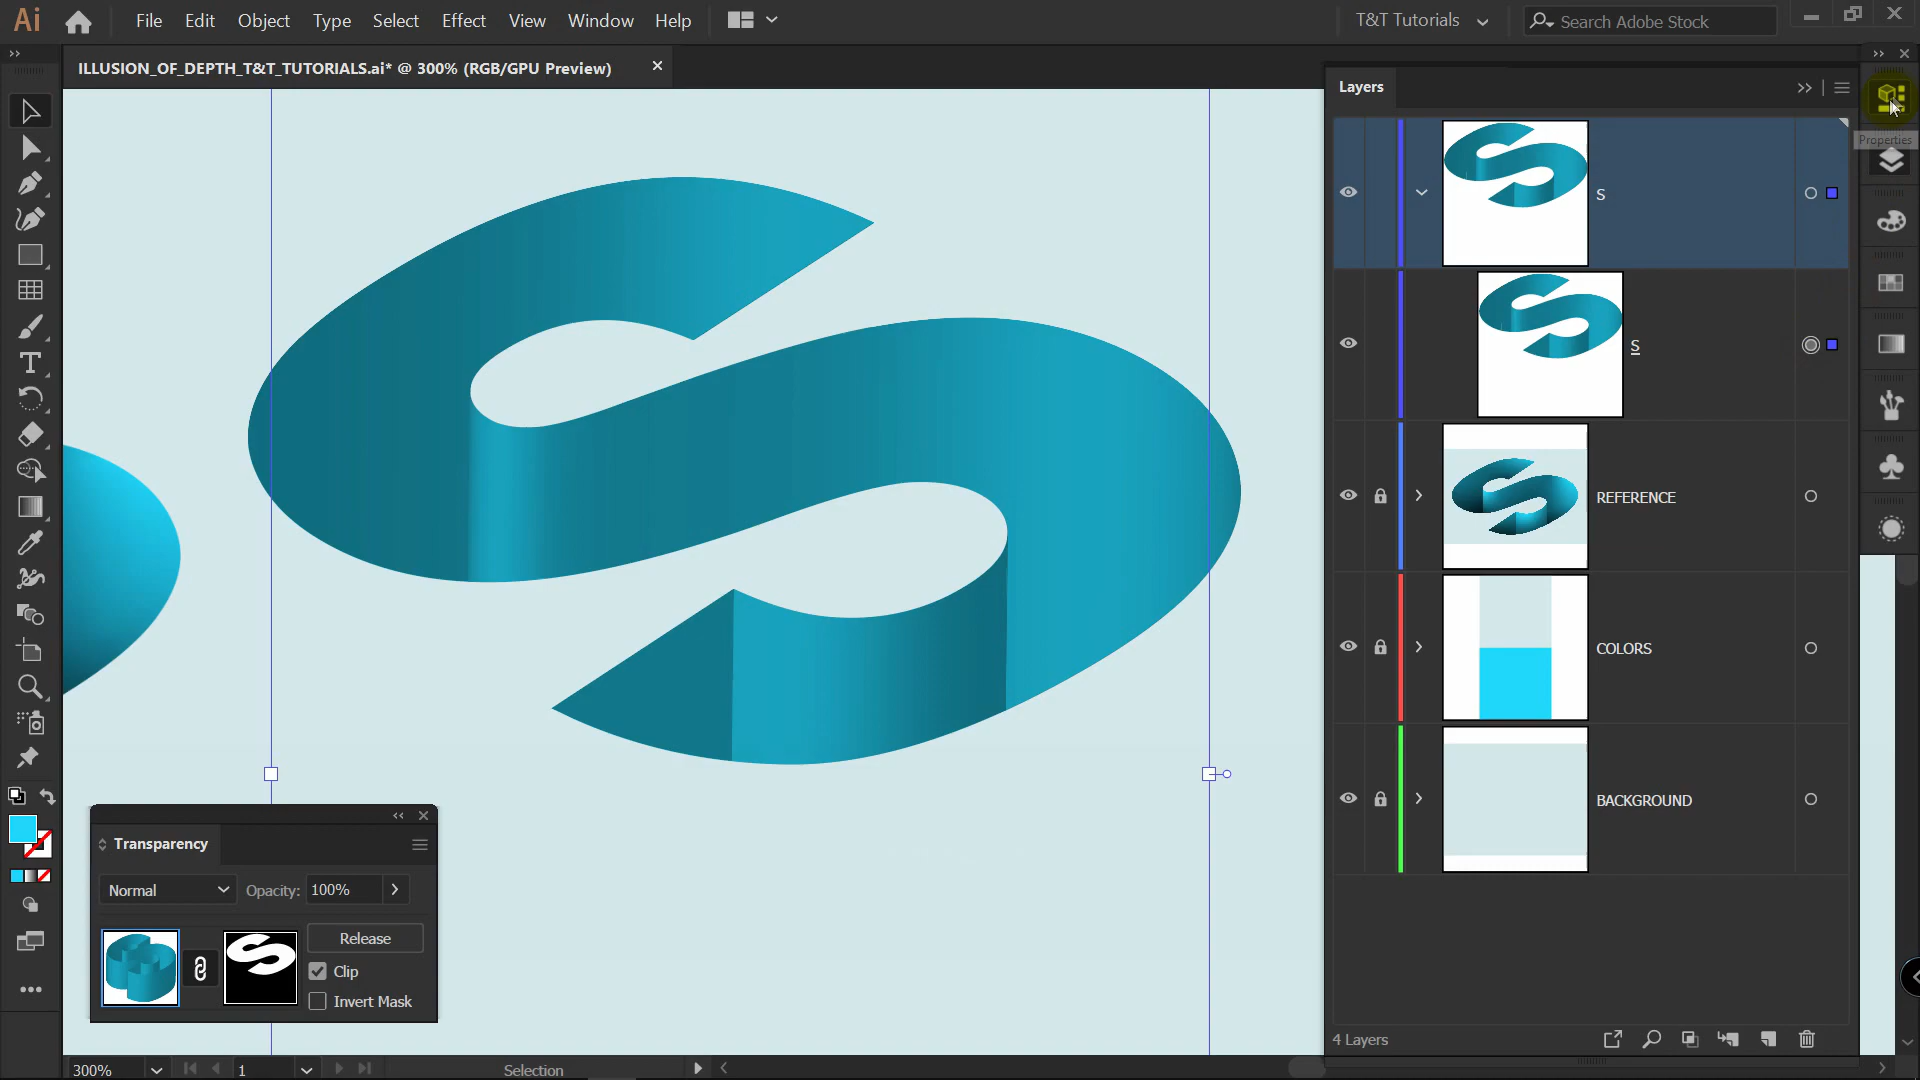 Ai
File Edit Object Type Select Effect View Window Help
T&T Tutorials
Search Adobe Stock
ILLUSION_OF_DEPTH_T&T_TUTORIALS.ai* @ 300% (RGB/GPU Preview)
Layers
Properties
S
S
REFERENCE
COLORS
BACKGROUND
Transparency
Normal
Opacity: 100%
Release
Clip
Invert Mask
4 Layers
300%
1
Selection